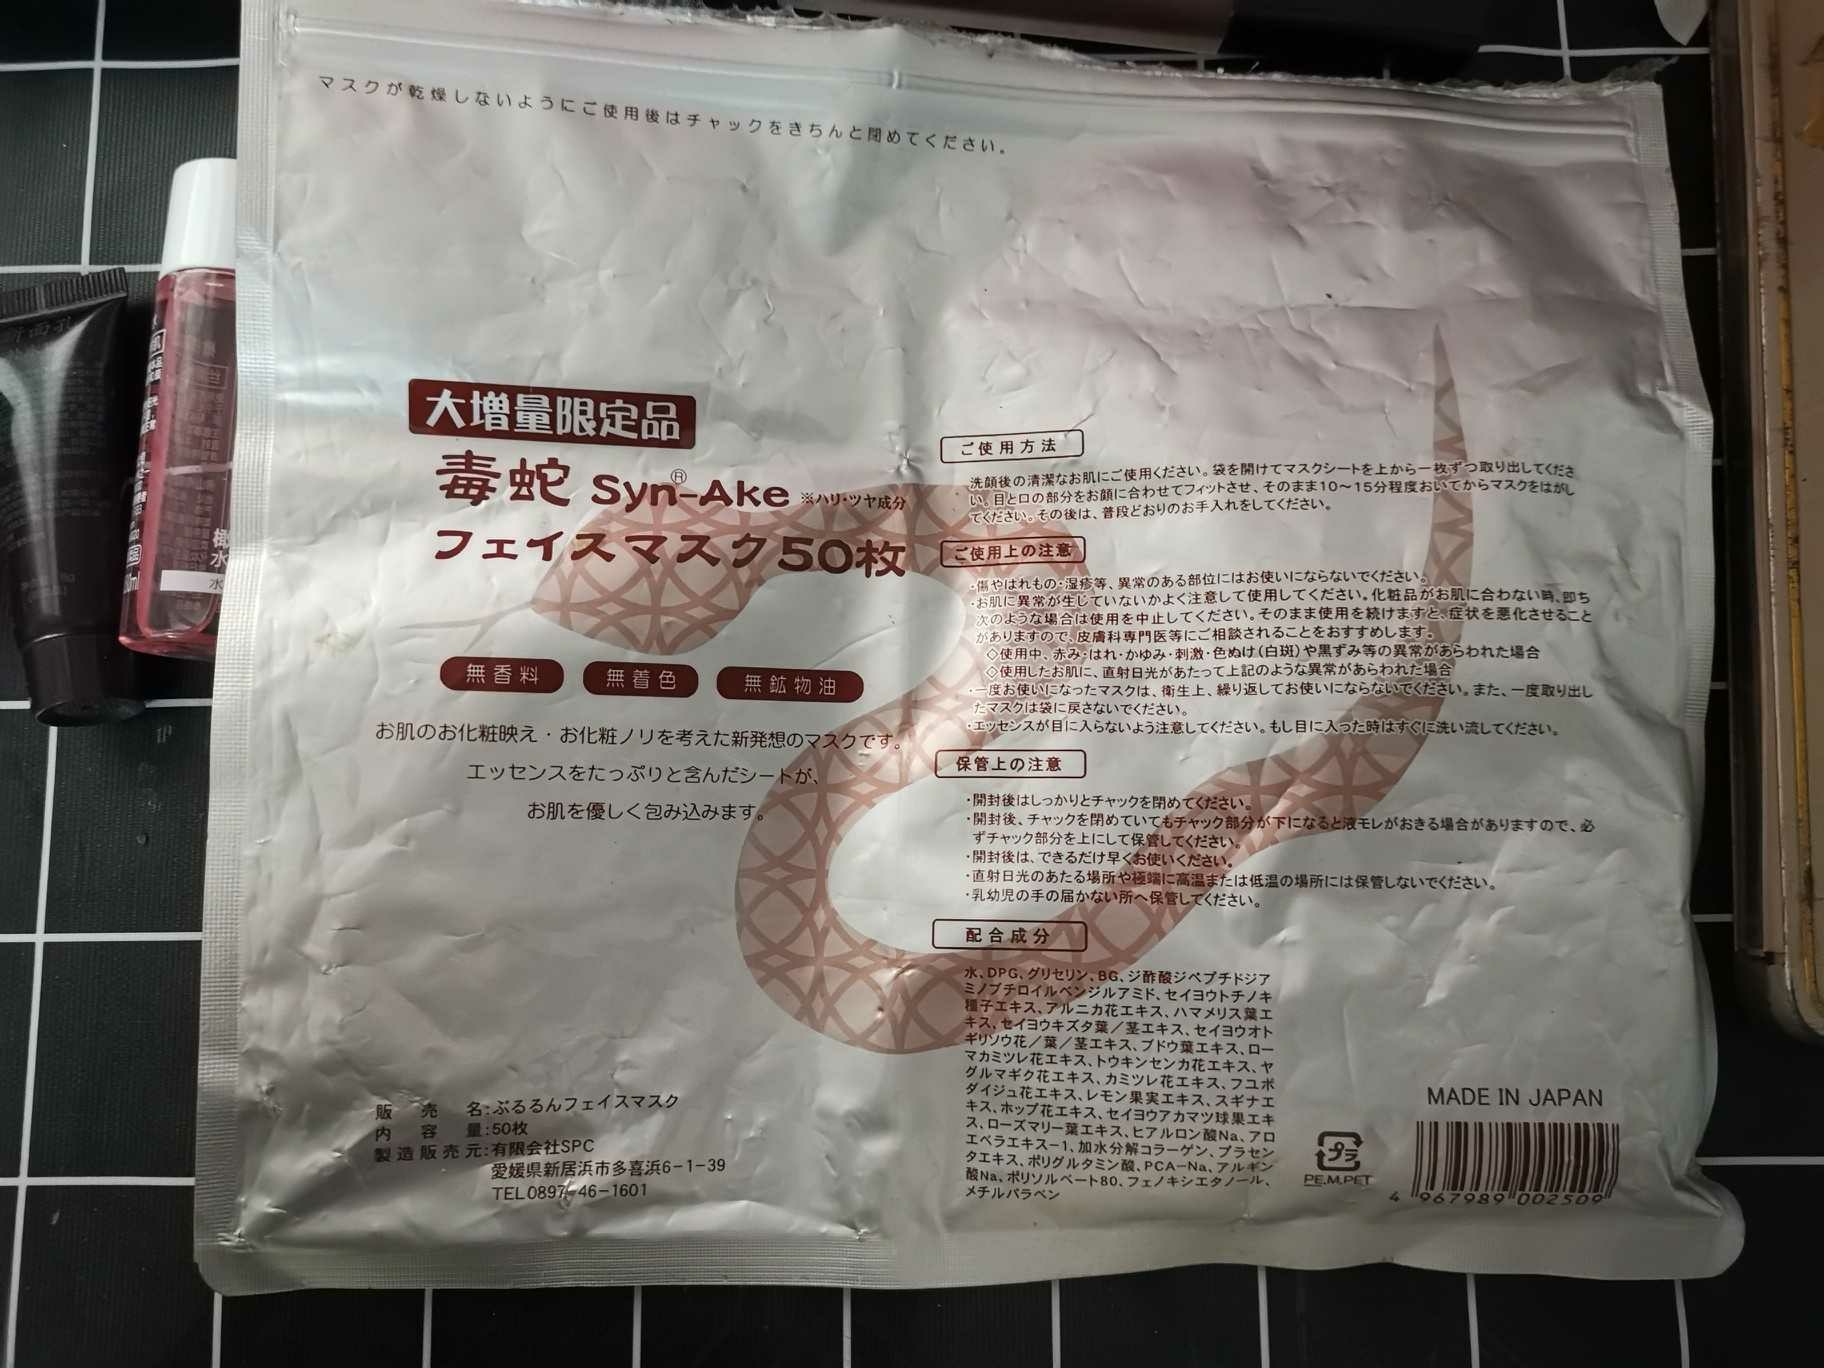 マスクが乾燥しないようにご使用後はチャックをきちんと閉めてください。
大増量限定品
毒蛇 Syn®-Ake ※ハリ・ツヤ成分
フェイスマスク50枚
無香料 無着色 無鉱物油
お肌のお化粧映え・お化粧ノリを考えた新発想のマスクです。
エッセンスをたっぷりと含んだシートが、
お肌を優しく包み込みます。
販売名:ぷるるんフェイスマスク
内容量:50枚
製造販売元:有限会社SPC
愛媛県新居浜市多喜浜6-1-39
TEL0897-46-1601
ご使用方法
洗顔後の清潔なお肌にご使用ください。袋を開けてマスクシートを上から一枚ずつ取り出してくださ
い。目と口の部分をお顔に合わせてフィットさせ、そのまま10〜15分程度おいてからマスクをはがし
てください。その後は、普段どおりのお手入れをしてください。
ご使用上の注意
・傷やはれもの・湿疹等、異常のある部位にはお使いにならないでください。
・お肌に異常が生じていないかよく注意して使用してください。化粧品がお肌に合わない時、即ち
次のような場合は使用を中止してください。そのまま使用を続けますと、症状を悪化させること
がありますので、皮膚科専門医等にご相談されることをおすすめします。
◇使用中、赤み・はれ・かゆみ・刺激・色ぬけ(白斑)や黒ずみ等の異常があらわれた場合
◇使用したお肌に、直射日光があたって上記のような異常があらわれた場合
・一度お使いになったマスクは、衛生上、繰り返してお使いにならないでください。また、一度取り出し
たマスクは袋に戻さないでください。
・エッセンスが目に入らないよう注意してください。もし目に入った時はすぐに洗い流してください。
保管上の注意
・開封後はしっかりとチャックを閉めてください。
・開封後、チャックを閉めていてもチャック部分が下になると液モレがおきる場合がありますので、必
ずチャック部分を上にして保管してください。
・開封後は、できるだけ早くお使いください。
・直射日光のあたる場所や極端に高温または低温の場所には保管しないでください。
・乳幼児の手の届かない所へ保管してください。
配合成分
水、DPG、グリセリン、BG、ジ酢酸ジペプチドジア
ミノブチロイルベンジルアミド、セイヨウトチノキ
種子エキス、アルニカ花エキス、ハマメリス葉エ
キス、セイヨウキズタ葉／茎エキス、セイヨウオト
ギリソウ花／葉／茎エキス、ブドウ葉エキス、ロー
マカミツレ花エキス、トウキンセンカ花エキス、ヤ
グルマギク花エキス、カミツレ花エキス、フユボ
ダイジュ花エキス、レモン果実エキス、スギナエ
キス、ホップ花エキス、セイヨウアカマツ球果エキ
ス、ローズマリー葉エキス、ヒアルロン酸Na、アロ
エベラエキス-1、加水分解コラーゲン、プラセン
タエキス、ポリグルタミン酸、PCA-Na、アルギン
酸Na、ポリソルベート80、フェノキシエタノール、
メチルパラベン
プラ
PE.M.PET
MADE IN JAPAN
4 967989 002509